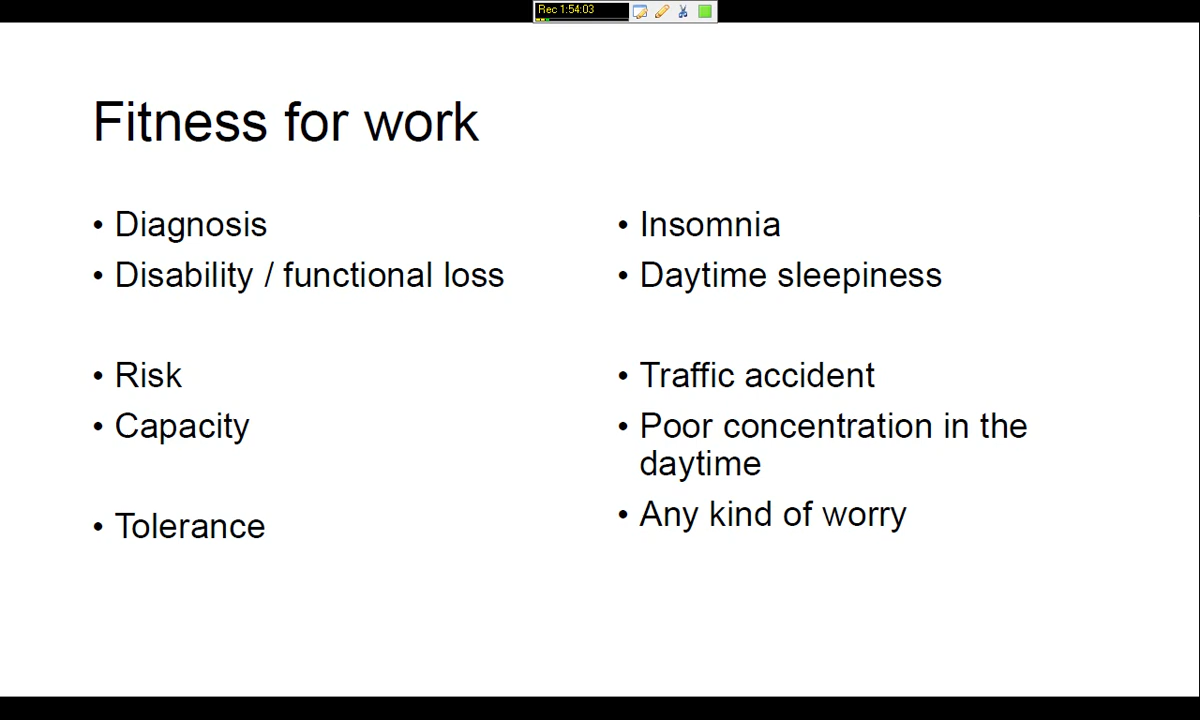 Rec 1:54:03
Fitness for work
• Diagnosis
• Disability / functional loss
• Risk
• Capacity
• Tolerance
• Insomnia
• Daytime sleepiness
• Traffic accident
• Poor concentration in the
daytime
• Any kind of worry